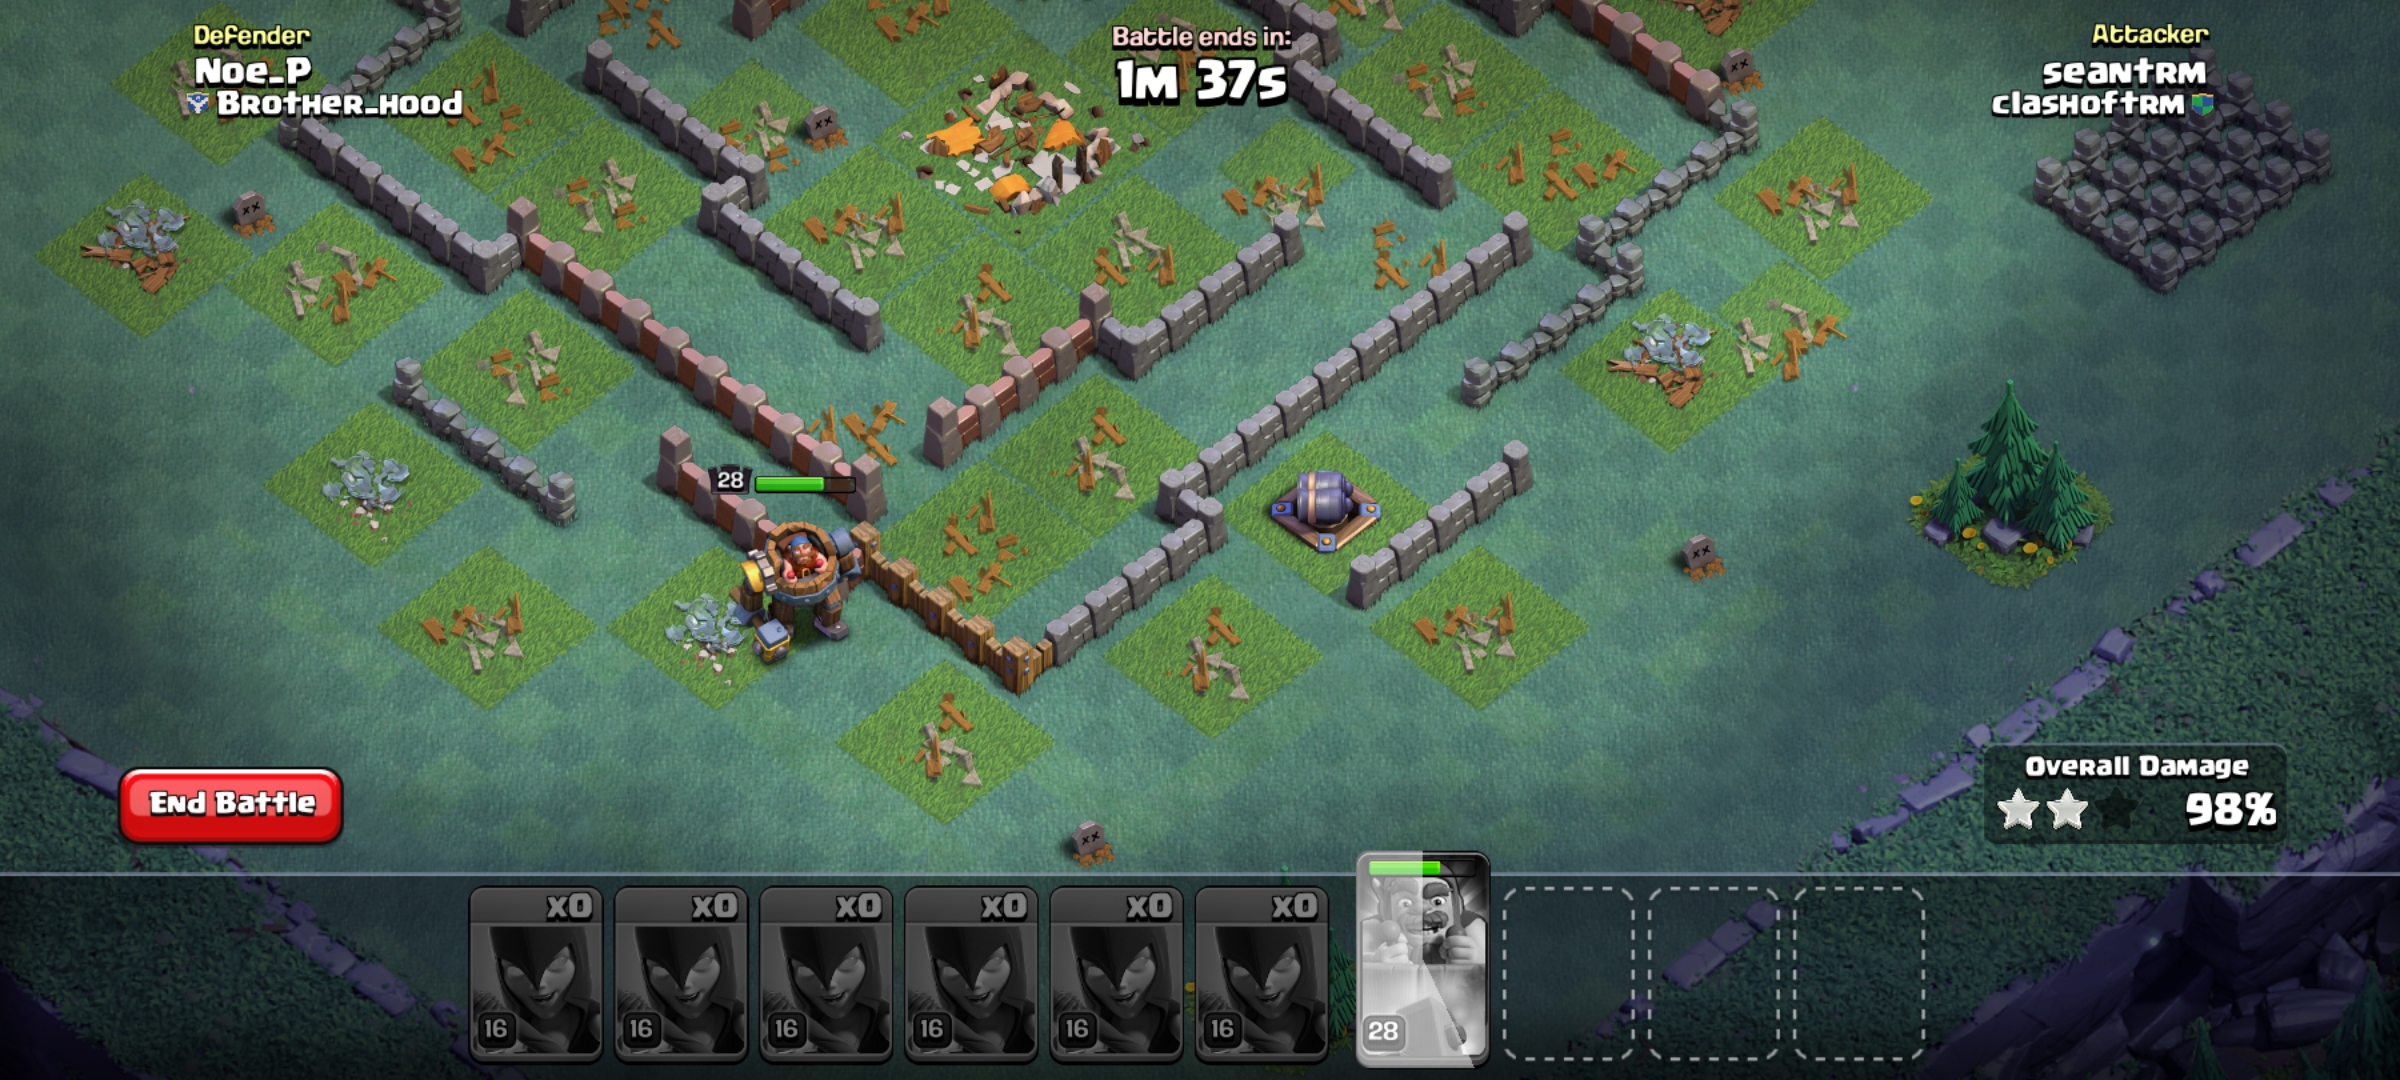 Defender
Noe_P
Brother_hood
Battle ends in:
1M 37s
Attacker
seantRM
clashoftRM
28
End Battle
Overall Damage
98%
x0
x0
x0
x0
x0
x0
16
16
16
16
16
16
28